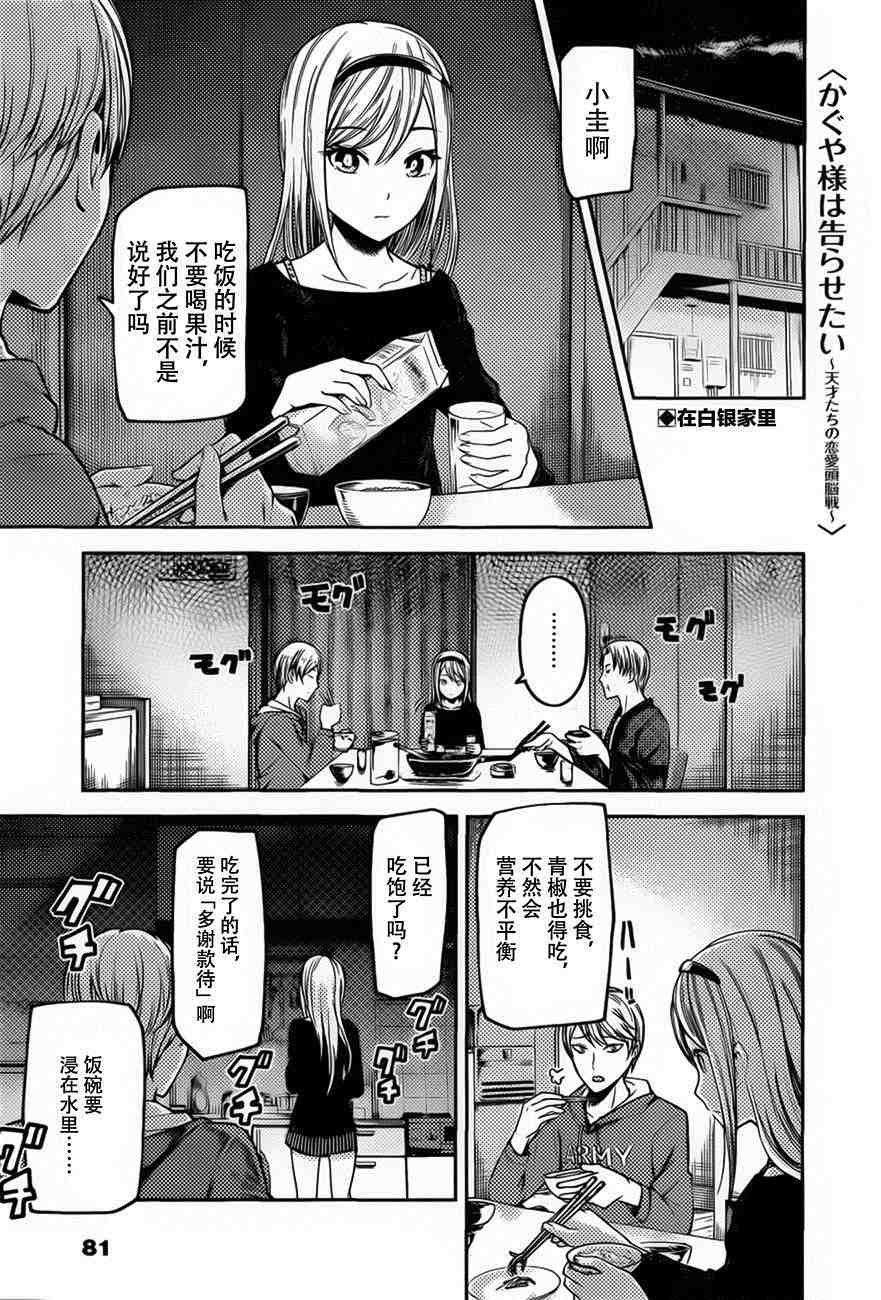 〈かぐや様は告らせたい～天才たちの恋愛頭脳戦～〉
在白银家里
小圭啊
吃饭的时候
不要喝果汁，
我们之前不是
说好了吗
モグ
モグ
………
モグ
モグ
不要挑食，
青椒也得吃，
不然会
营养不平衡
ハー!!
已经
吃饱了吗？
吃完了的话，
要说「多谢款待」啊
グチ
グチ
饭碗要
浸在水里……
グチ
グチ
ARMY
81